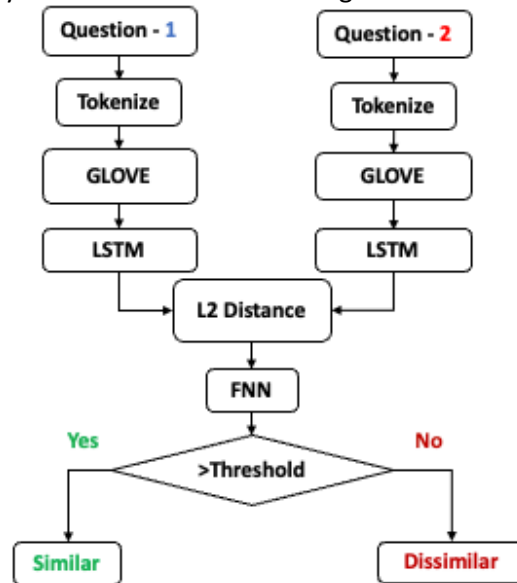 Question - 1
Question - 2
Tokenize
Tokenize
GLOVE
GLOVE
LSTM
LSTM
L2 Distance
FNN
Yes
No
>Threshold
Similar
Dissimilar